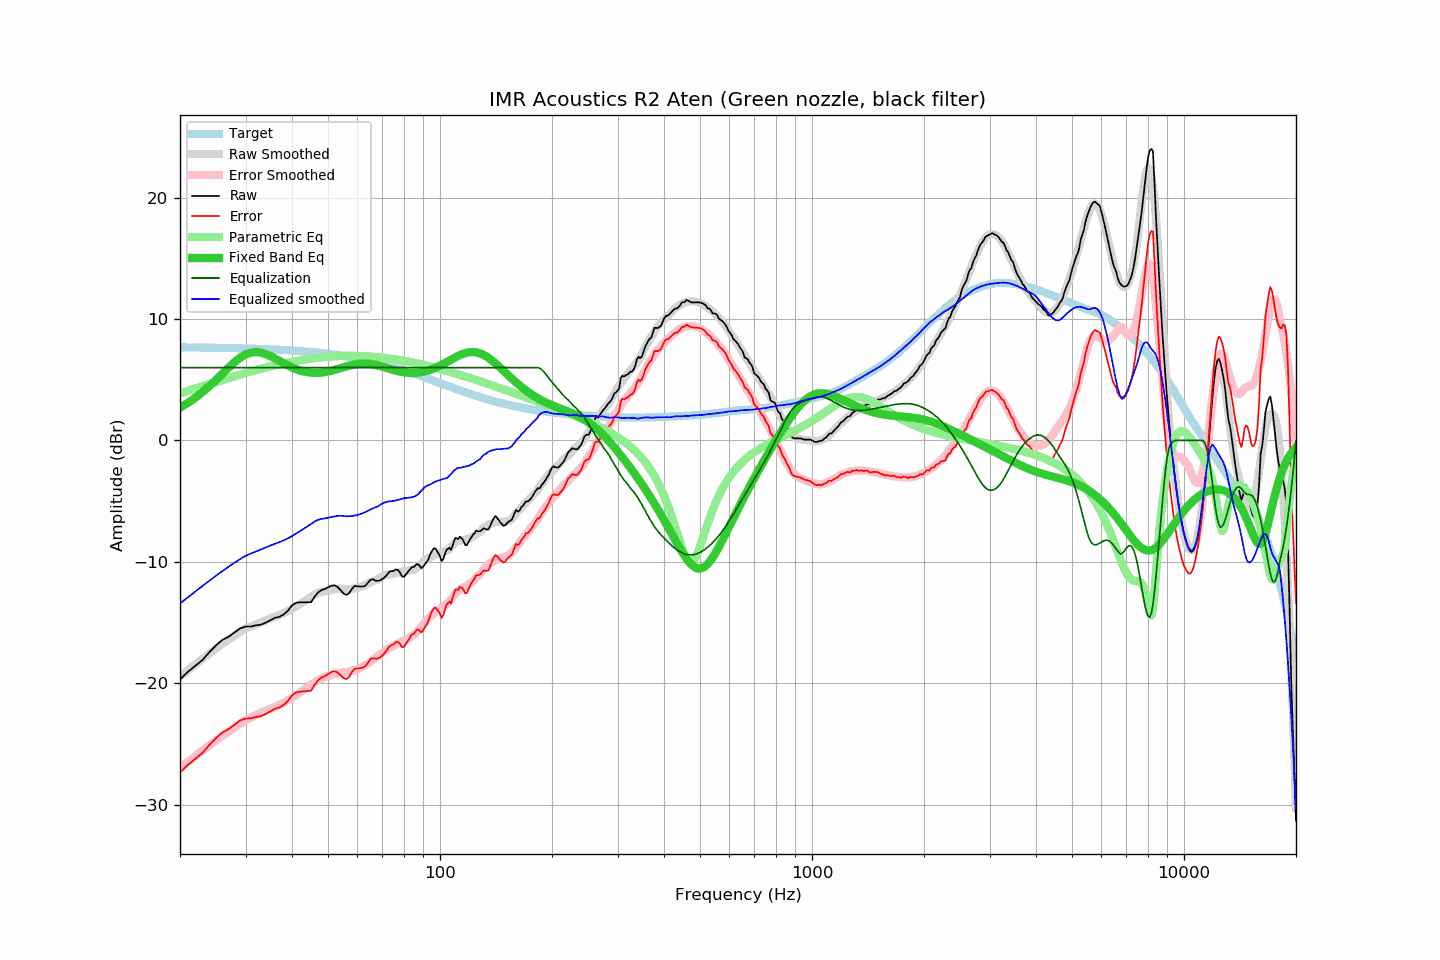 IMR Acoustics R2 Aten (Green nozzle, black filter)
Target
Raw Smoothed
Error Smoothed
Raw
Error
Parametric Eq
Fixed Band Eq
Equalization
Equalized smoothed
Amplitude (dBr)
20
10
0
−10
−20
−30
100
1000
10000
Frequency (Hz)